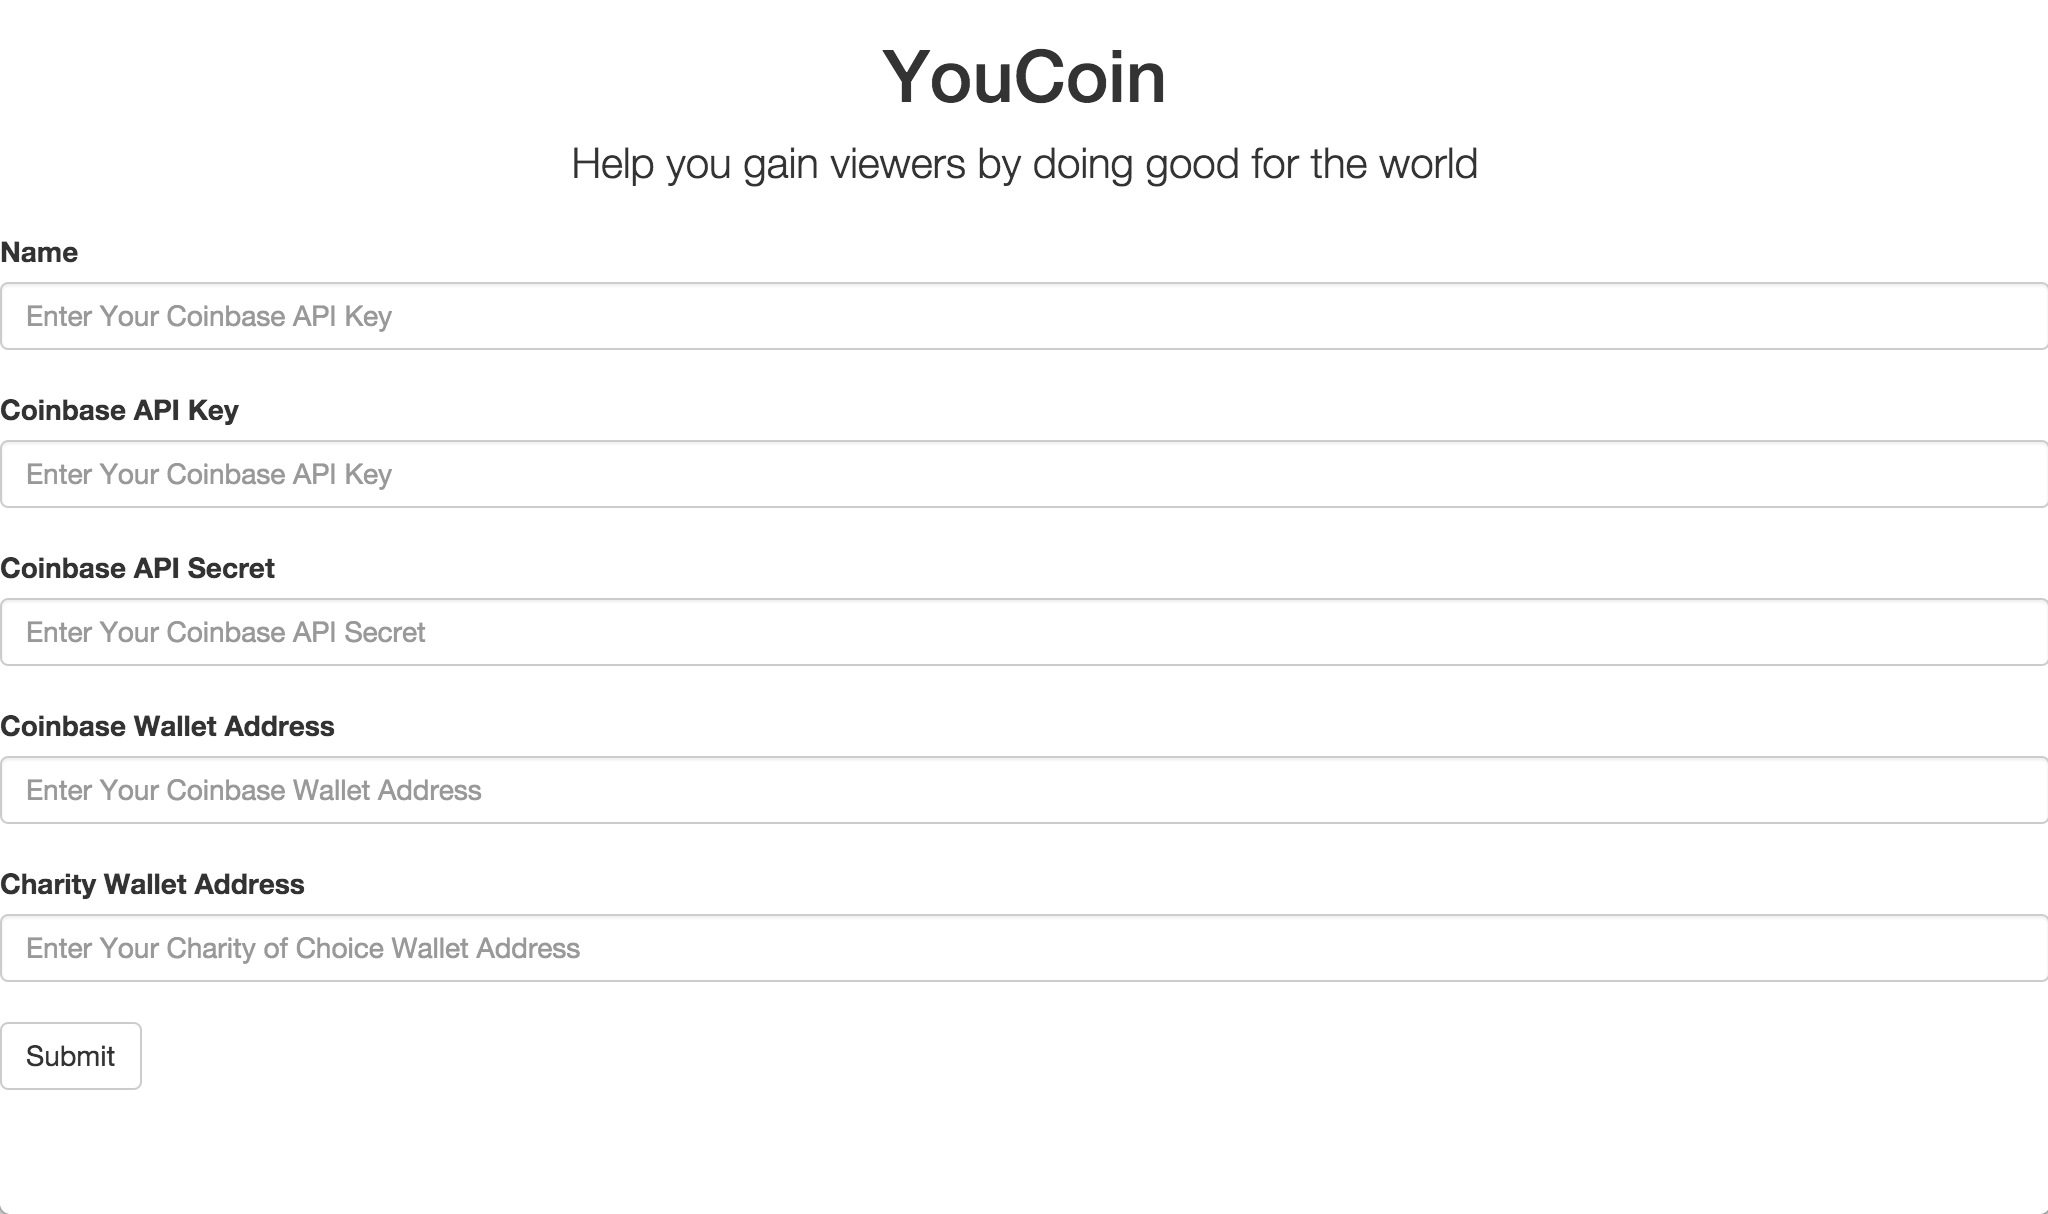 YouCoin
Help you gain viewers by doing good for the world
Name
Enter Your Coinbase API Key
Coinbase API Key
Enter Your Coinbase API Key
Coinbase API Secret
Enter Your Coinbase API Secret
Coinbase Wallet Address
Enter Your Coinbase Wallet Address
Charity Wallet Address
Enter Your Charity of Choice Wallet Address
Submit